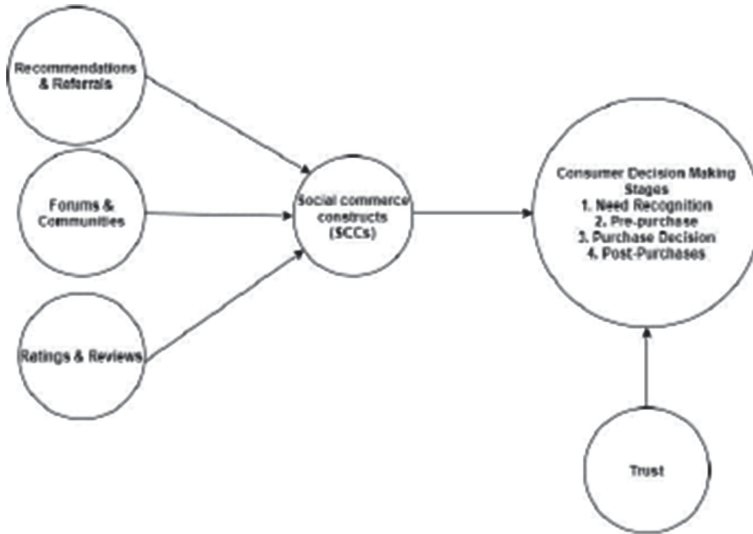 Recommendations
& Referrals
Forums &
Communities
Ratings & Reviews
Social commerce
constructs
(SCCs)
Consumer Decision Making
Stages
1. Need Recognition
2. Pre-purchase
3. Purchase Decision
4. Post-Purchases
Trust